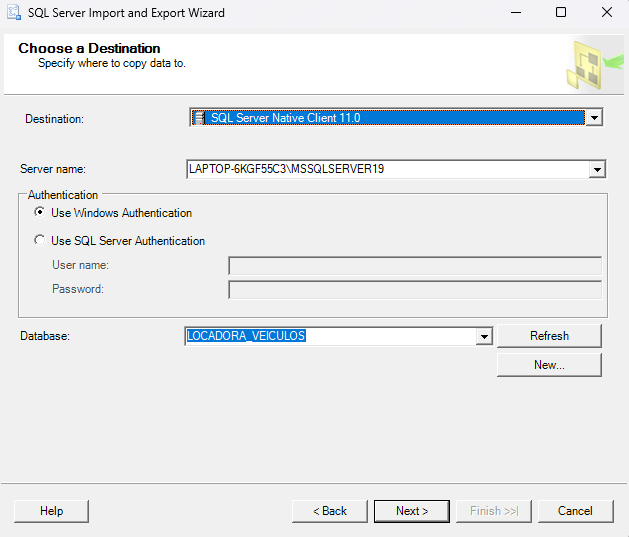 SQL Server Import and Export Wizard
Choose a Destination
Specify where to copy data to.
Destination: SQL Server Native Client 11.0
Server name: LAPTOP-6KGF55C3\MSSQLSERVER19
Authentication
Use Windows Authentication
Use SQL Server Authentication
User name:
Password:
Database: LOCADORA_VEICULOS Refresh
New...
Help < Back Next > Finish >>| Cancel